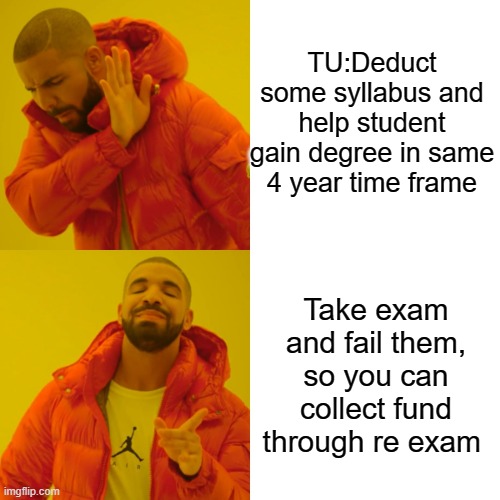 TU:Deduct
some syllabus and
help student
gain degree in same
4 year time frame
Take exam
and fail them,
so you can
collect fund
through re exam
imgflip.com